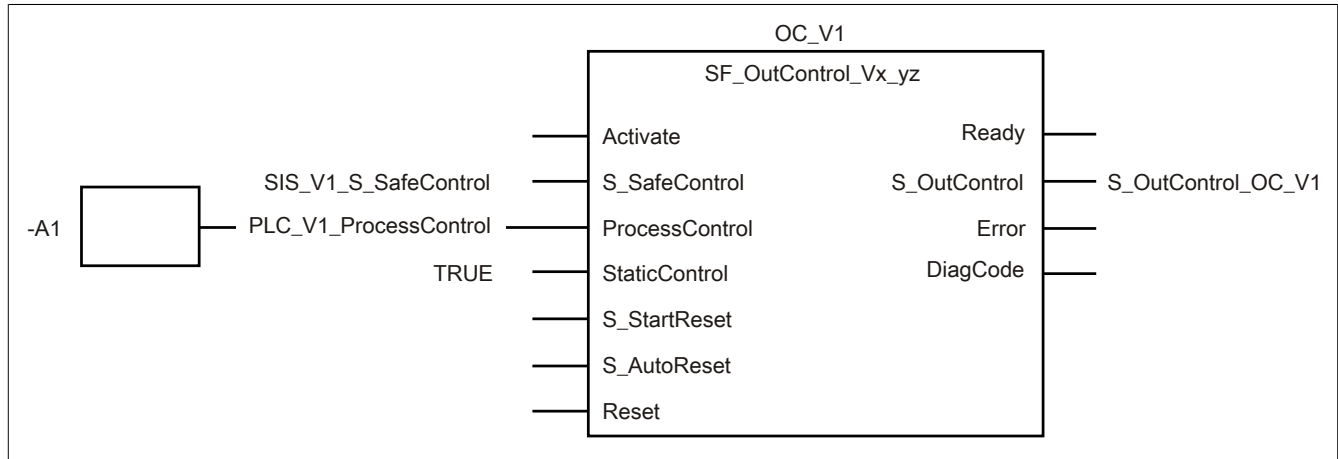 OC_V1
SF_OutControl_Vx_yz
Activate Ready
SIS_V1_S_SafeControl S_SafeControl S_OutControl S_OutControl_OC_V1
-A1 PLC_V1_ProcessControl ProcessControl Error
TRUE StaticControl DiagCode
S_StartReset
S_AutoReset
Reset